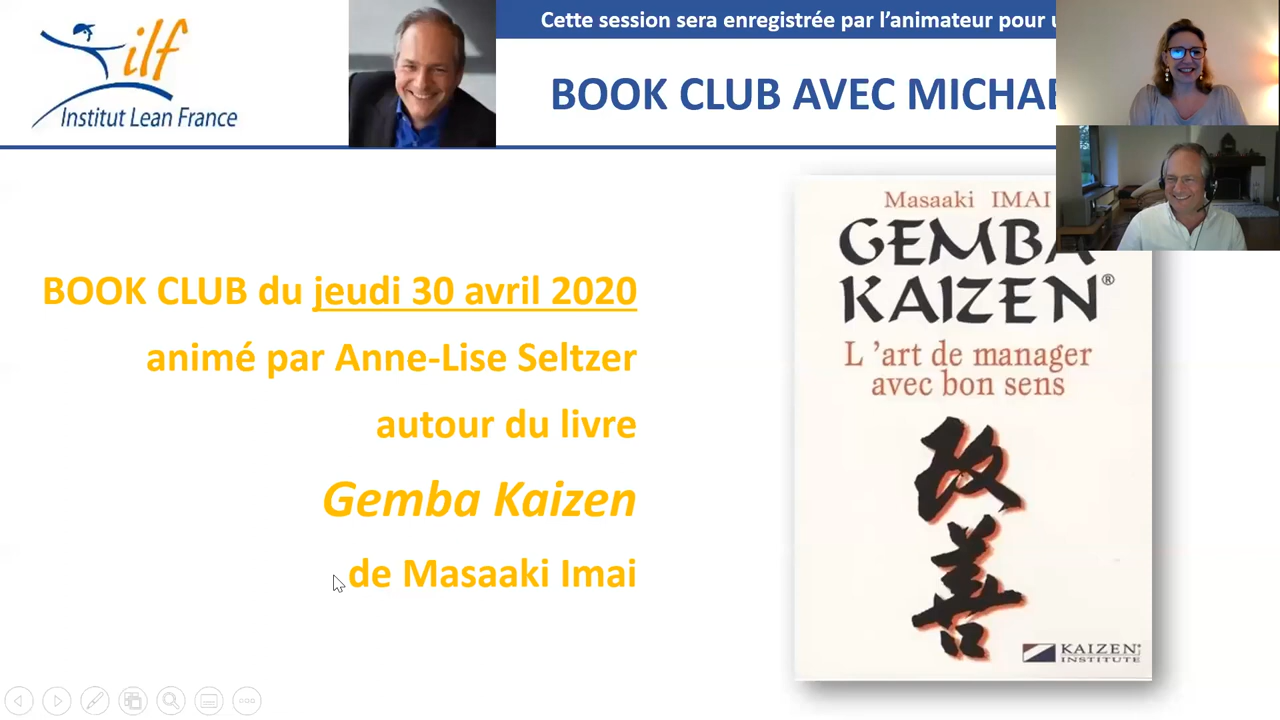 ilf
Institut Lean France
Cette session sera enregistrée par l’animateur pour
BOOK CLUB AVEC
BOOK CLUB du jeudi 30 avril 2020
animé par Anne-Lise Seltzer
autour du livre
Gemba Kaizen
de Masaaki Imai
Masaaki IMAI
GEMBA
KAIZEN®
L ’art de manager
avec bon sens
改
善
KAIZEN
INSTITUTE